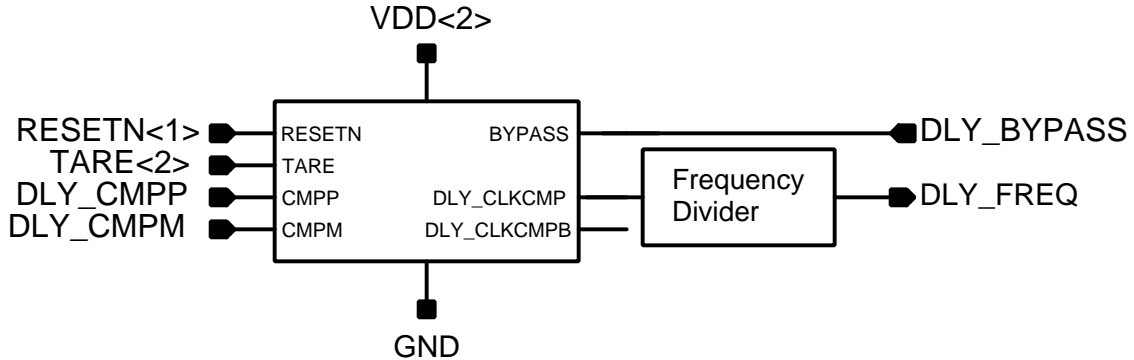 VDD<2>
RESETN<1>
RESETN
BYPASS
DLY_BYPASS
TARE<2>
TARE
DLY_CMPP
CMPP
DLY_CLKCMP
Frequency
Divider
DLY_FREQ
DLY_CMPM
CMPM
DLY_CLKCMPB
GND